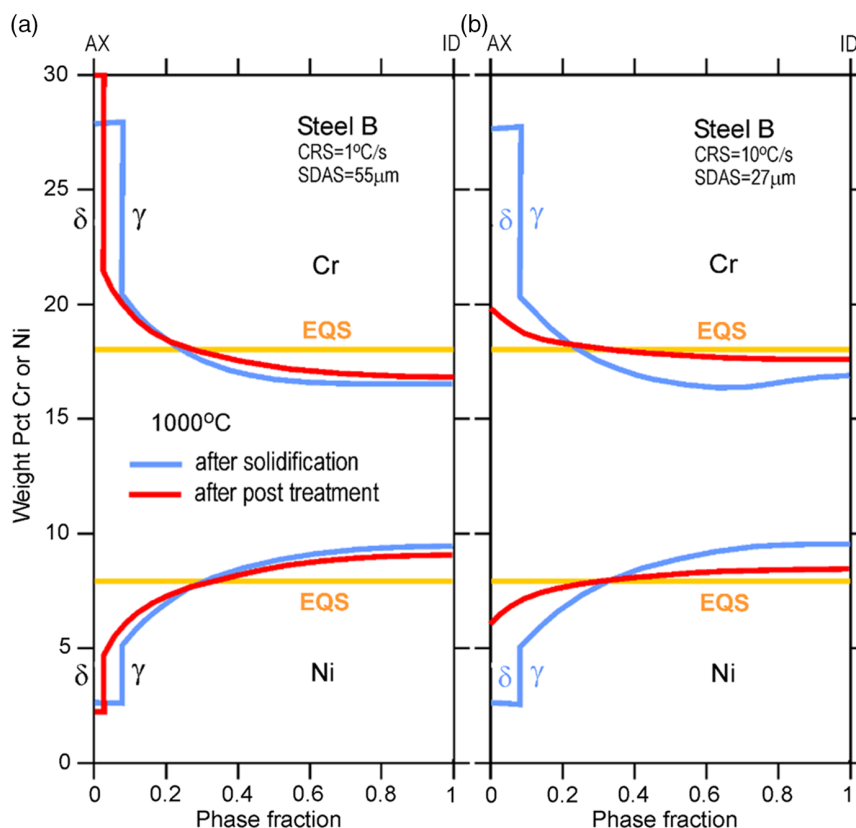 (a)
AX
ID
30
25
20
15
10
5
0
Weight Pct Cr or Ni
Steel B
CRS=1°C/s
SDAS=55μm
δ
γ
Cr
EQS
1000°C
after solidification
after post treatment
EQS
δ
γ
Ni
0
0.2
0.4
0.6
0.8
1
Phase fraction
(b)
AX
ID
Steel B
CRS=10°C/s
SDAS=27μm
δ
γ
Cr
EQS
EQS
δ
γ
Ni
0
0.2
0.4
0.6
0.8
1
Phase fraction